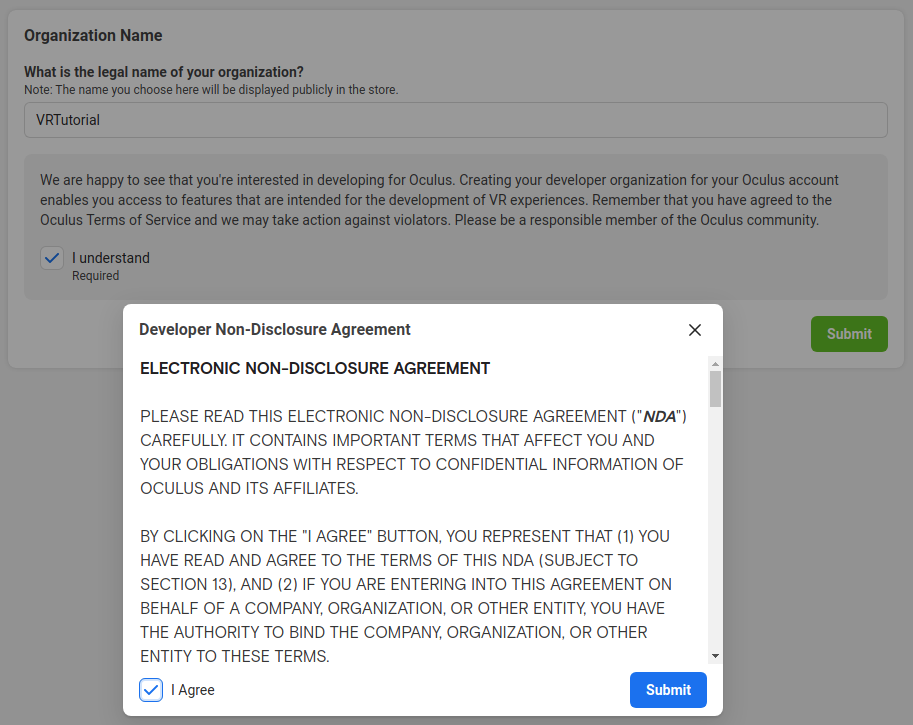 Organization Name
What is the legal name of your organization?
Note: The name you choose here will be displayed publicly in the store.
VRTutorial
We are happy to see that you're interested in developing for Oculus. Creating your developer organization for your Oculus account
enables you access to features that are intended for the development of VR experiences. Remember that you have agreed to the
Oculus Terms of Service and we may take action against violators. Please be a responsible member of the Oculus community.
I understand
Required
Submit
Developer Non-Disclosure Agreement
ELECTRONIC NON-DISCLOSURE AGREEMENT
PLEASE READ THIS ELECTRONIC NON-DISCLOSURE AGREEMENT ("NDA")
CAREFULLY. IT CONTAINS IMPORTANT TERMS THAT AFFECT YOU AND
YOUR OBLIGATIONS WITH RESPECT TO CONFIDENTIAL INFORMATION OF
OCULUS AND ITS AFFILIATES.
BY CLICKING ON THE "I AGREE" BUTTON, YOU REPRESENT THAT (1) YOU
HAVE READ AND AGREE TO THE TERMS OF THIS NDA (SUBJECT TO
SECTION 13), AND (2) IF YOU ARE ENTERING INTO THIS AGREEMENT ON
BEHALF OF A COMPANY, ORGANIZATION, OR OTHER ENTITY, YOU HAVE
THE AUTHORITY TO BIND THE COMPANY, ORGANIZATION, OR OTHER
ENTITY TO THESE TERMS.
I Agree
Submit